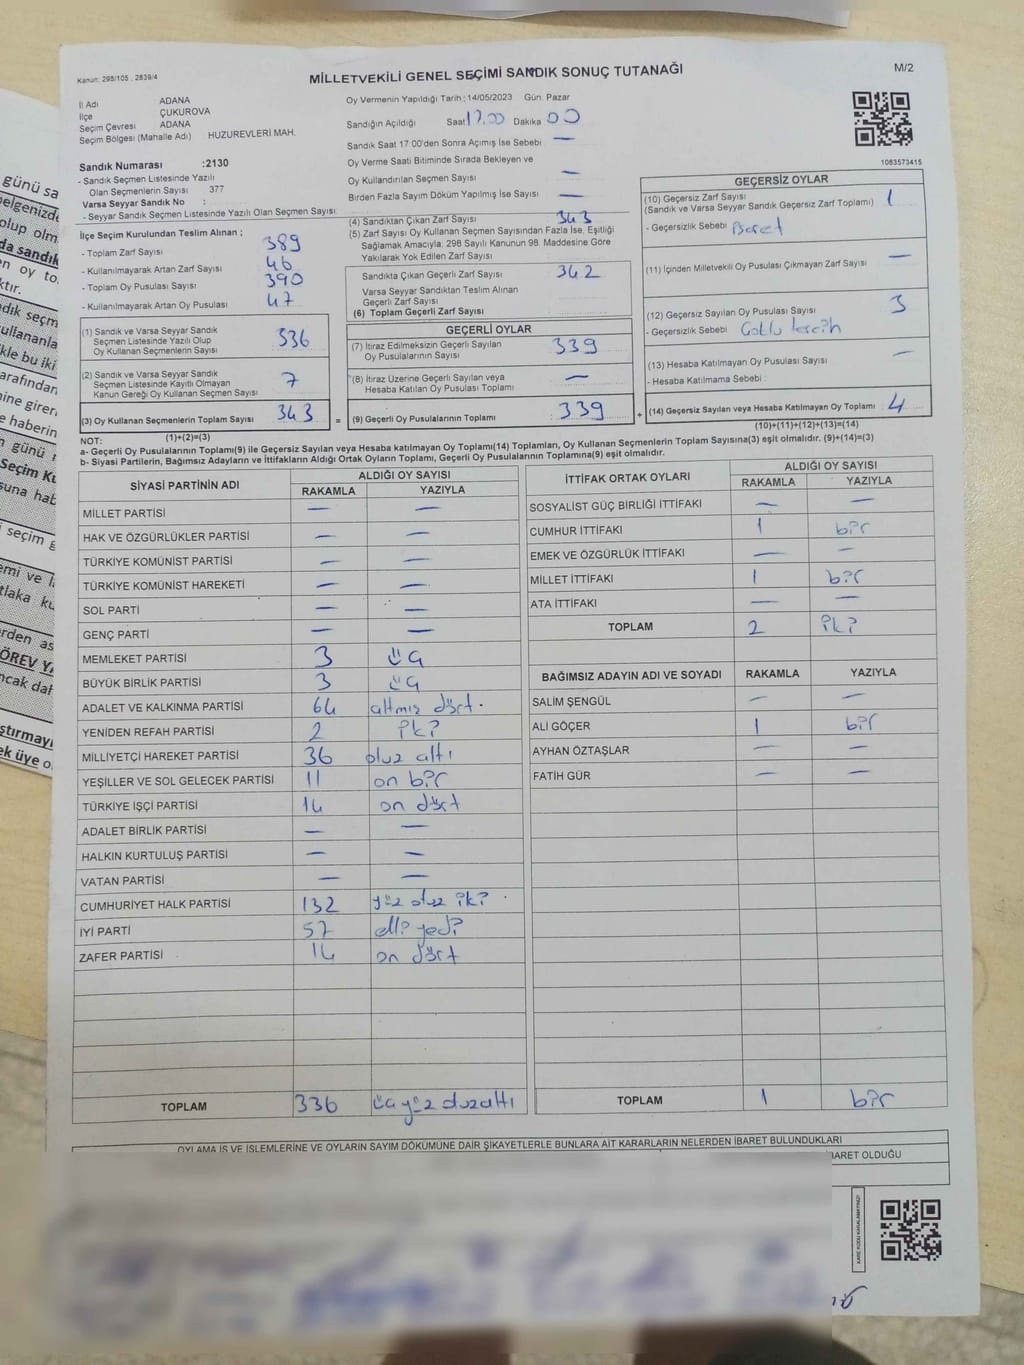 Kanun: 298/105 , 2839/4
MİLLETVEKİLİ GENEL SEÇİMİ SANDIK SONUÇ TUTANAĞI
M/2
İl Adı ADANA
İlçe ÇUKUROVA
Seçim Çevresi ADANA
Seçim Bölgesi (Mahalle Adı) HUZUREVLERİ MAH.
Sandık Numarası :2130
- Sandık Seçmen Listesinde Yazılı
Olan Seçmenlerin Sayısı 377
Varsa Seyyar Sandık No :
- Seyyar Sandık Seçmen Listesinde Yazılı Olan Seçmen Sayısı:
İlçe Seçim Kurulundan Teslim Alınan ;
- Toplam Zarf Sayısı 389
- Kullanılmayarak Artan Zarf Sayısı 46
- Toplam Oy Pusulası Sayısı 390
- Kullanılmayarak Artan Oy Pusulası 47
(1) Sandık ve Varsa Seyyar Sandık
Seçmen Listesinde Yazılı Olup
Oy Kullanan Seçmenlerin Sayısı 336
(2) Sandık ve Varsa Seyyar Sandık
Seçmen Listesinde Kayıtlı Olmayan
Kanun Gereği Oy Kullanan Seçmen Sayısı 7
(3) Oy Kullanan Seçmenlerin Toplam Sayısı 343
(1)+(2)=(3)
Oy Vermenin Yapıldığı Tarih : 14/05/2023 Gün: Pazar
Sandığın Açıldığı Saat 17.00 Dakika 00
Sandık Saat 17:00'den Sonra Açımış İse Sebebi —
Oy Verme Saati Bitiminde Sırada Bekleyen ve
Oy Kullandırılan Seçmen Sayısı —
Birden Fazla Sayım Döküm Yapılmış İse Sayısı —
(4) Sandıktan Çıkan Zarf Sayısı 343
(5) Zarf Sayısı Oy Kullanan Seçmen Sayısından Fazla İse, Eşitliği
Sağlamak Amacıyla, 298 Sayılı Kanunun 98 Maddesine Göre
Yakılarak Yok Edilen Zarf Sayısı
Sandıkta Çıkan Geçerli Zarf Sayısı 342
Varsa Seyyar Sandıktan Teslim Alınan
Geçerli Zarf Sayısı
(6) Toplam Geçerli Zarf Sayısı
GEÇERLİ OYLAR
(7) İtiraz Edilmeksizin Geçerli Sayılan
Oy Pusulalarının Sayısı 339
(8) İtiraz Üzerine Geçerli Sayılan veya
Hesaba Katılan Oy Pusulası Toplamı —
= (9) Geçerli Oy Pusulalarının Toplamı 339 +
1083573415
GEÇERSİZ OYLAR
(10) Geçersiz Zarf Sayısı 1
(Sandık ve Varsa Seyyar Sandık Geçersiz Zarf Toplamı)
- Geçersizlik Sebebi
(11) İçinden Milletvekili Oy Pusulası Çıkmayan Zarf Sayısı —
(12) Geçersiz Sayılan Oy Pusulası Sayısı 3
- Geçersizlik Sebebi
(13) Hesaba Katılmayan Oy Pusulası Sayısı —
- Hesaba Katılmama Sebebi :
(14) Geçersiz Sayılan veya Hesaba Katılmayan Oy Toplamı 4
(10)+(11)+(12)+(13)=(14)
NOT:
a- Geçerli Oy Pusulalarının Toplamı(9) ile Geçersiz Sayılan veya Hesaba katılmayan Oy Toplamı(14) Toplamları, Oy Kullanan Seçmenlerin Toplam Sayısına(3) eşit olmalıdır. (9)+(14)=(3)
b- Siyasi Partilerin, Bağımsız Adayların ve İttifakların Aldığı Ortak Oyların Toplamı, Geçerli Oy Pusulalarının Toplamına(9) eşit olmalıdır.
SİYASİ PARTİNİN ADI ALDIĞI OY SAYISI
RAKAMLA YAZIYLA
MİLLET PARTİSİ — —
HAK VE ÖZGÜRLÜKLER PARTİSİ — —
TÜRKİYE KOMÜNİST PARTİSİ — —
TÜRKİYE KOMÜNİST HAREKETİ — —
SOL PARTİ — —
GENÇ PARTİ — —
MEMLEKET PARTİSİ 3 üç
BÜYÜK BİRLİK PARTİSİ 3 üç
ADALET VE KALKINMA PARTİSİ 64 altmış dört
YENİDEN REFAH PARTİSİ 2 iki
MİLLİYETÇİ HAREKET PARTİSİ 36 otuz altı
YEŞİLLER VE SOL GELECEK PARTİSİ 11 on bir
TÜRKİYE İŞÇİ PARTİSİ 14 on dört
ADALET BİRLİK PARTİSİ — —
HALKIN KURTULUŞ PARTİSİ — —
VATAN PARTİSİ — —
CUMHURİYET HALK PARTİSİ 132 yüz otuz iki
İYİ PARTİ 57 elli yedi
ZAFER PARTİSİ 14 on dört
TOPLAM 336 üçyüz otuzaltı
İTTİFAK ORTAK OYLARI ALDIĞI OY SAYISI
RAKAMLA YAZIYLA
SOSYALİST GÜÇ BİRLİĞİ İTTİFAKI — —
CUMHUR İTTİFAKI 1 bir
EMEK VE ÖZGÜRLÜK İTTİFAKI — —
MİLLET İTTİFAKI 1 bir
ATA İTTİFAKI — —
TOPLAM 2 iki
BAĞIMSIZ ADAYIN ADI VE SOYADI RAKAMLA YAZIYLA
SALİM ŞENGÜL — —
ALİ GÖÇER 1 bir
AYHAN ÖZTAŞLAR — —
FATİH GÜR — —
TOPLAM 1 bir
OYLAMA İŞ VE İŞLEMLERİNE VE OYLARIN SAYIM DÖKÜMÜNE DAİR ŞİKAYETLERLE BUNLARA AİT KARARLARIN NELERDEN İBARET BULUNDUKLARI
İBARET OLDUĞU
KARE KODU KARALAMAYINIZ!